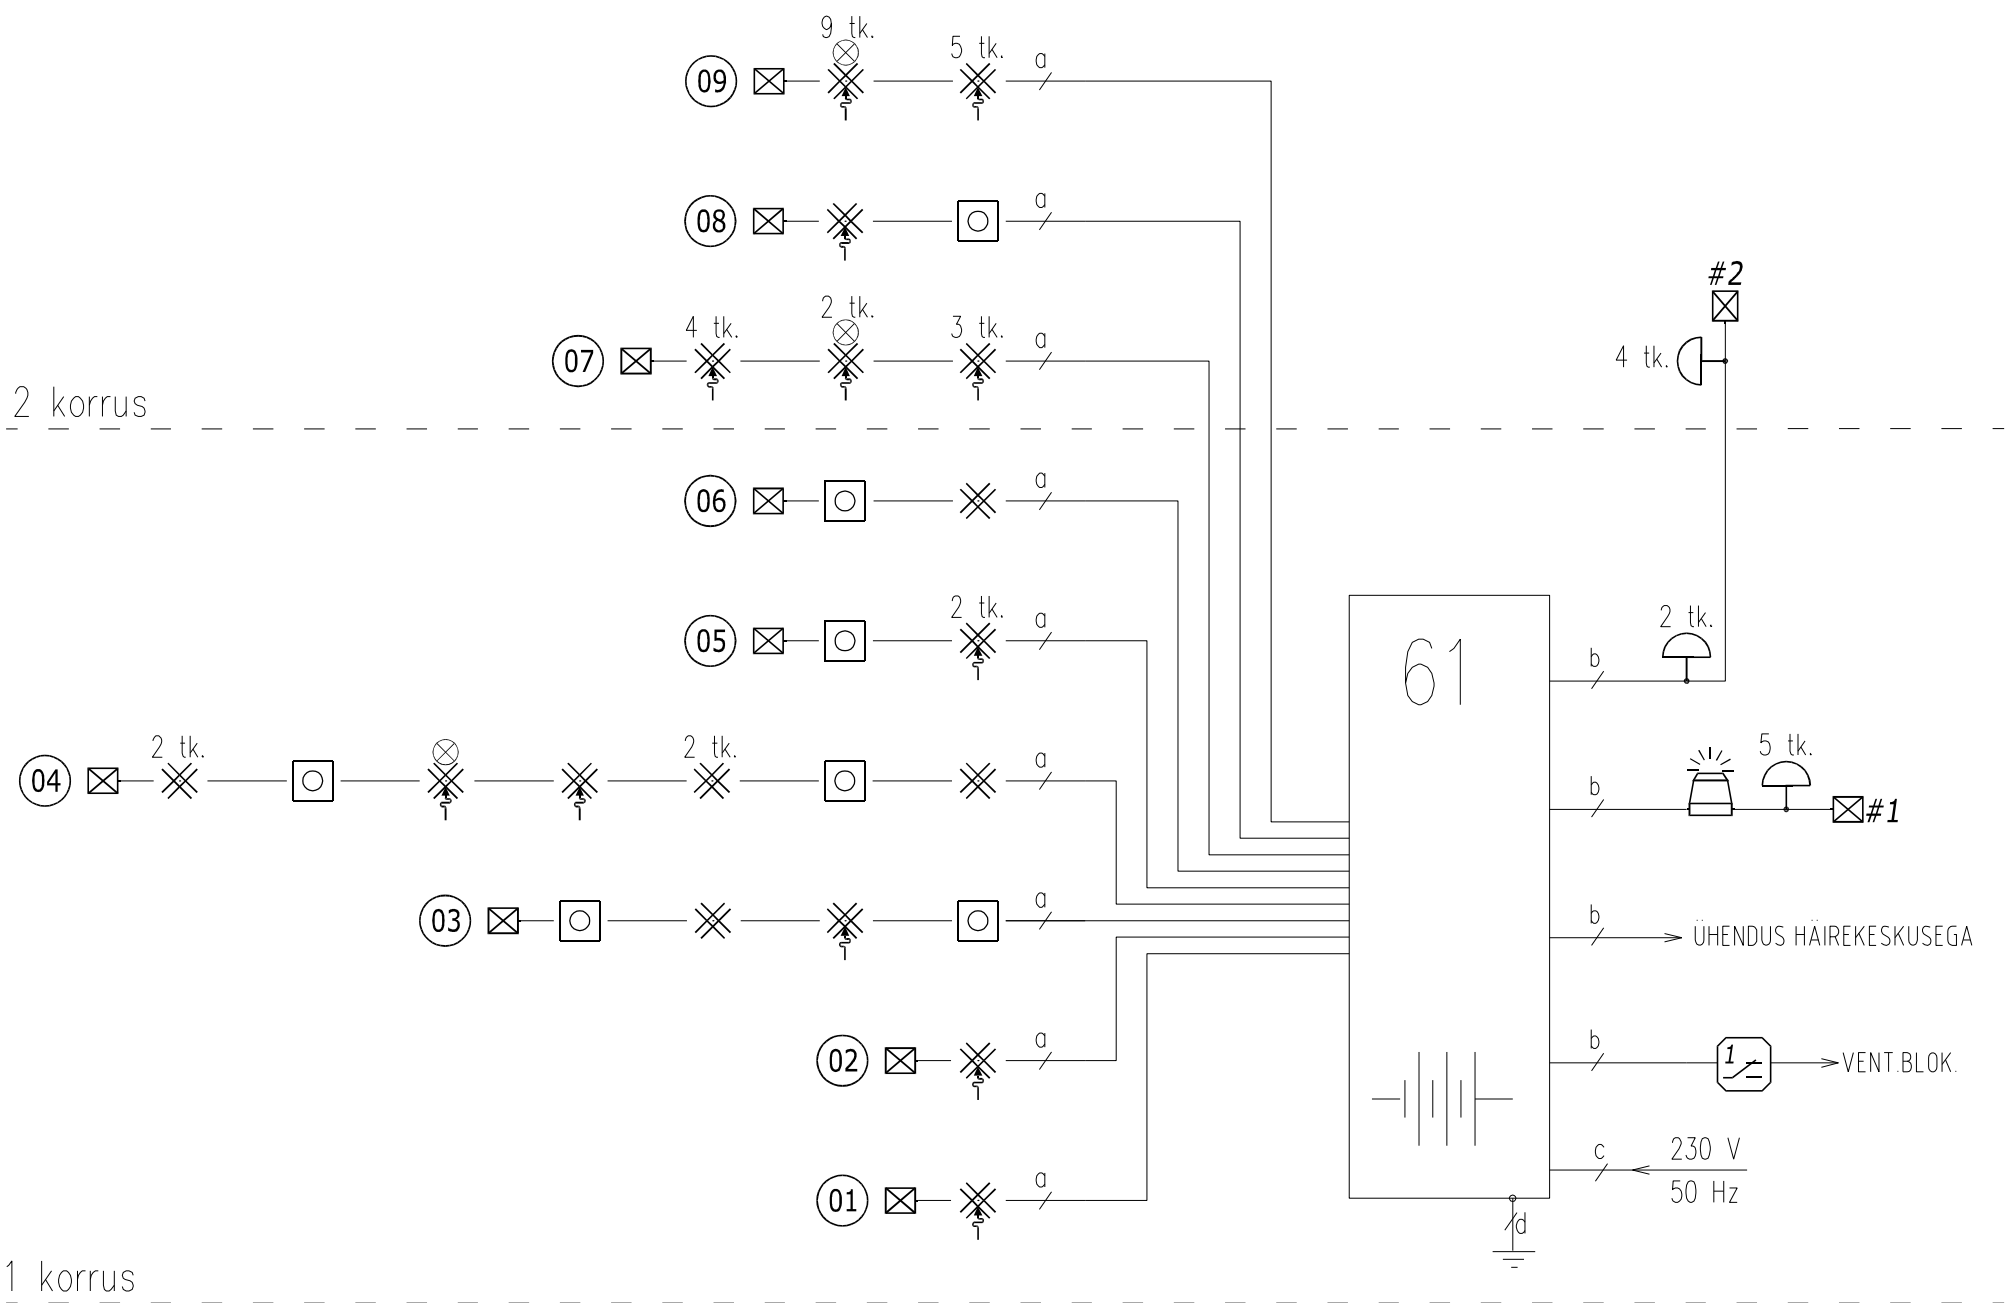 9 tk.
09
5 tk.
a
08
a
#2
07
4 tk.
2 tk.
3 tk.
a
4 tk.
2 korrus
06
a
05
2 tk.
a
61
b
2 tk.
04
2 tk.
2 tk.
a
b
5 tk.
#1
03
a
b
ÜHENDUS HÄIREKESKUSEGA
02
a
b
1
VENT.BLOK.
c
230 V
50 Hz
01
a
d
1 korrus